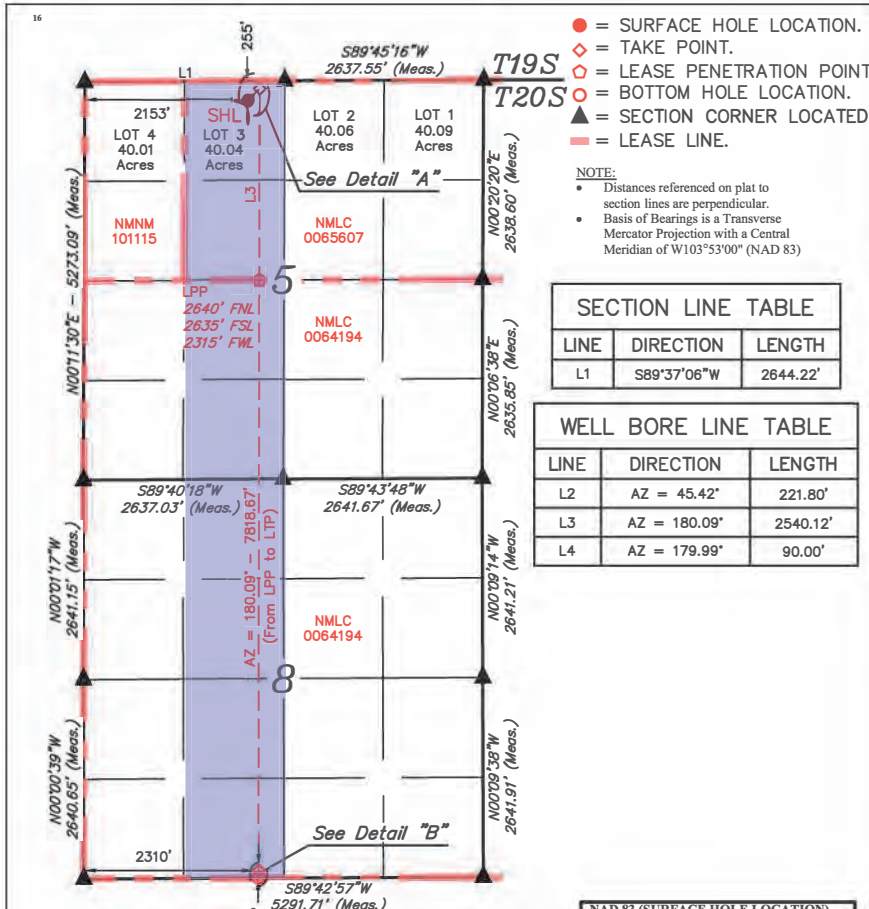 16
255'
S89°45'16"W
2637.55' (Meas.)
T19S
T20S
L1
2153'
SHL
LOT 4
40.01
Acres
LOT 3
40.04
Acres
LOT 2
40.06
Acres
LOT 1
40.09
Acres
See Detail "A"
L3
NMNM
101115
NMLC
0065607
N00°11'30"E - 5273.09' (Meas.)
N00°20'20"E
2638.60' (Meas.)
LPP
2640' FNL
2635' FSL
2315' FWL
5
NMLC
0064194
N00°06'38"E
2635.85' (Meas.)
S89°40'18"W
2637.03' (Meas.)
S89°43'48"W
2641.67' (Meas.)
AZ = 180.09° - 7818.67'
(From LPP to LTP)
N00°01'17"W
2641.15' (Meas.)
N00°09'14"W
2641.21' (Meas.)
NMLC
0064194
8
N00°00'39"W
2640.65' (Meas.)
N00°09'38"W
2641.91' (Meas.)
See Detail "B"
2310'
S89°42'57"W
5291.71' (Meas.)
= SURFACE HOLE LOCATION.
= TAKE POINT.
= LEASE PENETRATION POINT
= BOTTOM HOLE LOCATION.
= SECTION CORNER LOCATED
= LEASE LINE.
NOTE:
• Distances referenced on plat to
section lines are perpendicular.
• Basis of Bearings is a Transverse
Mercator Projection with a Central
Meridian of W103°53'00" (NAD 83)
SECTION LINE TABLE
LINE DIRECTION LENGTH
L1 S89°37'06"W 2644.22'
WELL BORE LINE TABLE
LINE DIRECTION LENGTH
L2 AZ = 45.42° 221.80'
L3 AZ = 180.09° 2540.12'
L4 AZ = 179.99° 90.00'
NAD 83 (SURFACE HOLE LOCATION)